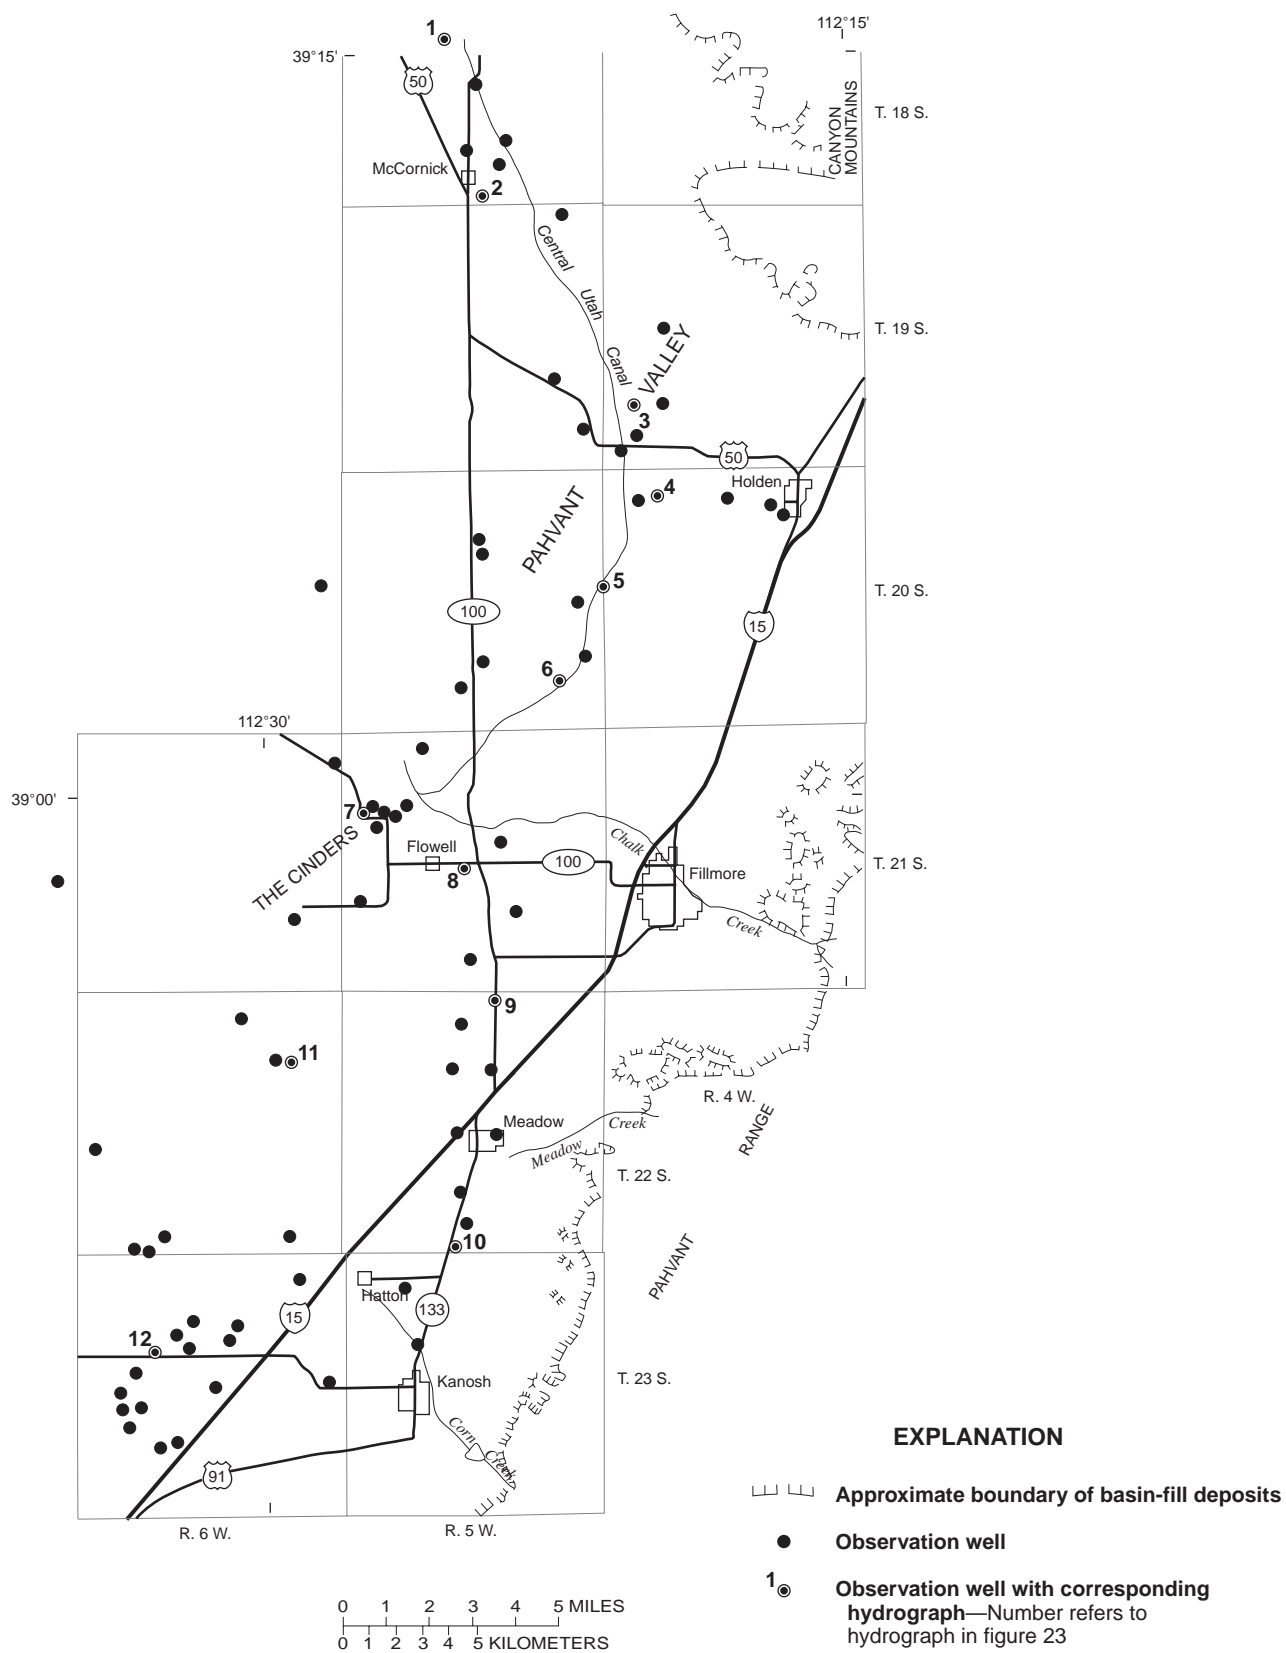 1
112°15'
39°15'
50
CANYON
MOUNTAINS
T. 18 S.
McCornick
2
Central
Utah
Canal
T. 19 S.
VALLEY
3
50
Holden
4
PAHVANT
5
T. 20 S.
100
15
6
112°30'
39°00'
7
THE CINDERS
Flowell
8
100
Chalk
Creek
Fillmore
T. 21 S.
9
11
R. 4 W.
Meadow
Meadow
Creek
RANGE
T. 22 S.
10
PAHVANT
Hatton
133
15
12
Kanosh
T. 23 S.
Corn
Creek
91
R. 6 W.
R. 5 W.
EXPLANATION
Approximate boundary of basin-fill deposits
Observation well
1
Observation well with corresponding
hydrograph—Number refers to
hydrograph in figure 23
0 1 2 3 4 5 MILES
0 1 2 3 4 5 KILOMETERS